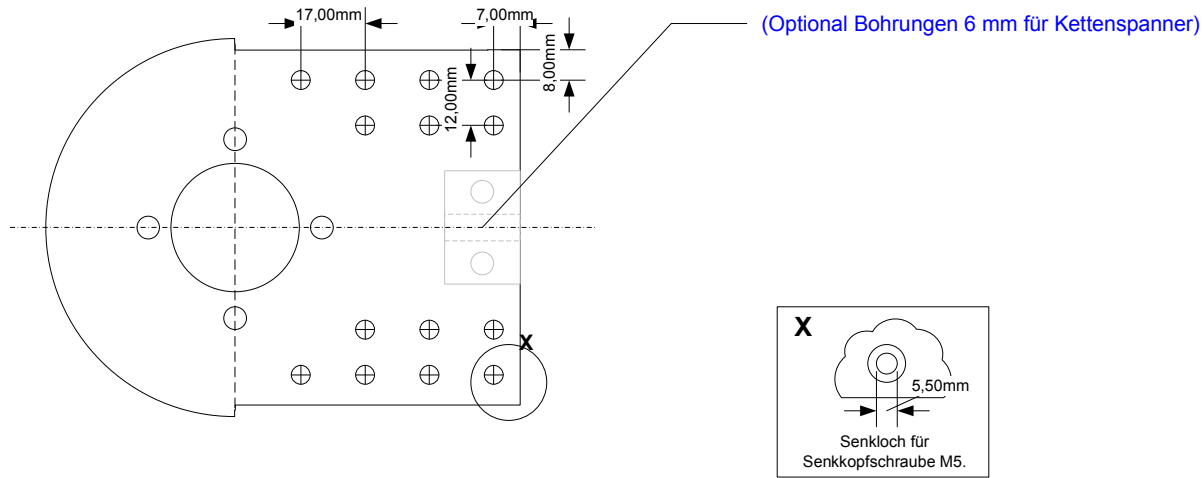 17,00mm
7,00mm
(Optional Bohrungen 6 mm für Kettenspanner)
8,00mm
12,00mm
X
X
5,50mm
Senkloch für
Senkkopfschraube M5.